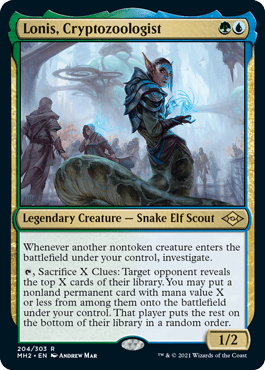 Lonis, Cryptozoologist
Legendary Creature — Snake Elf Scout
Whenever another nontoken creature enters the
battlefield under your control, investigate.
, Sacrifice X Clues: Target opponent reveals
the top X cards of their library. You may put a
nonland permanent card with mana value X
or less from among them onto the battlefield
under your control. That player puts the rest on
the bottom of their library in a random order.
1/2
204/303 R
MH2 • EN ANDREW MAR
™ & © 2021 Wizards of the Coast